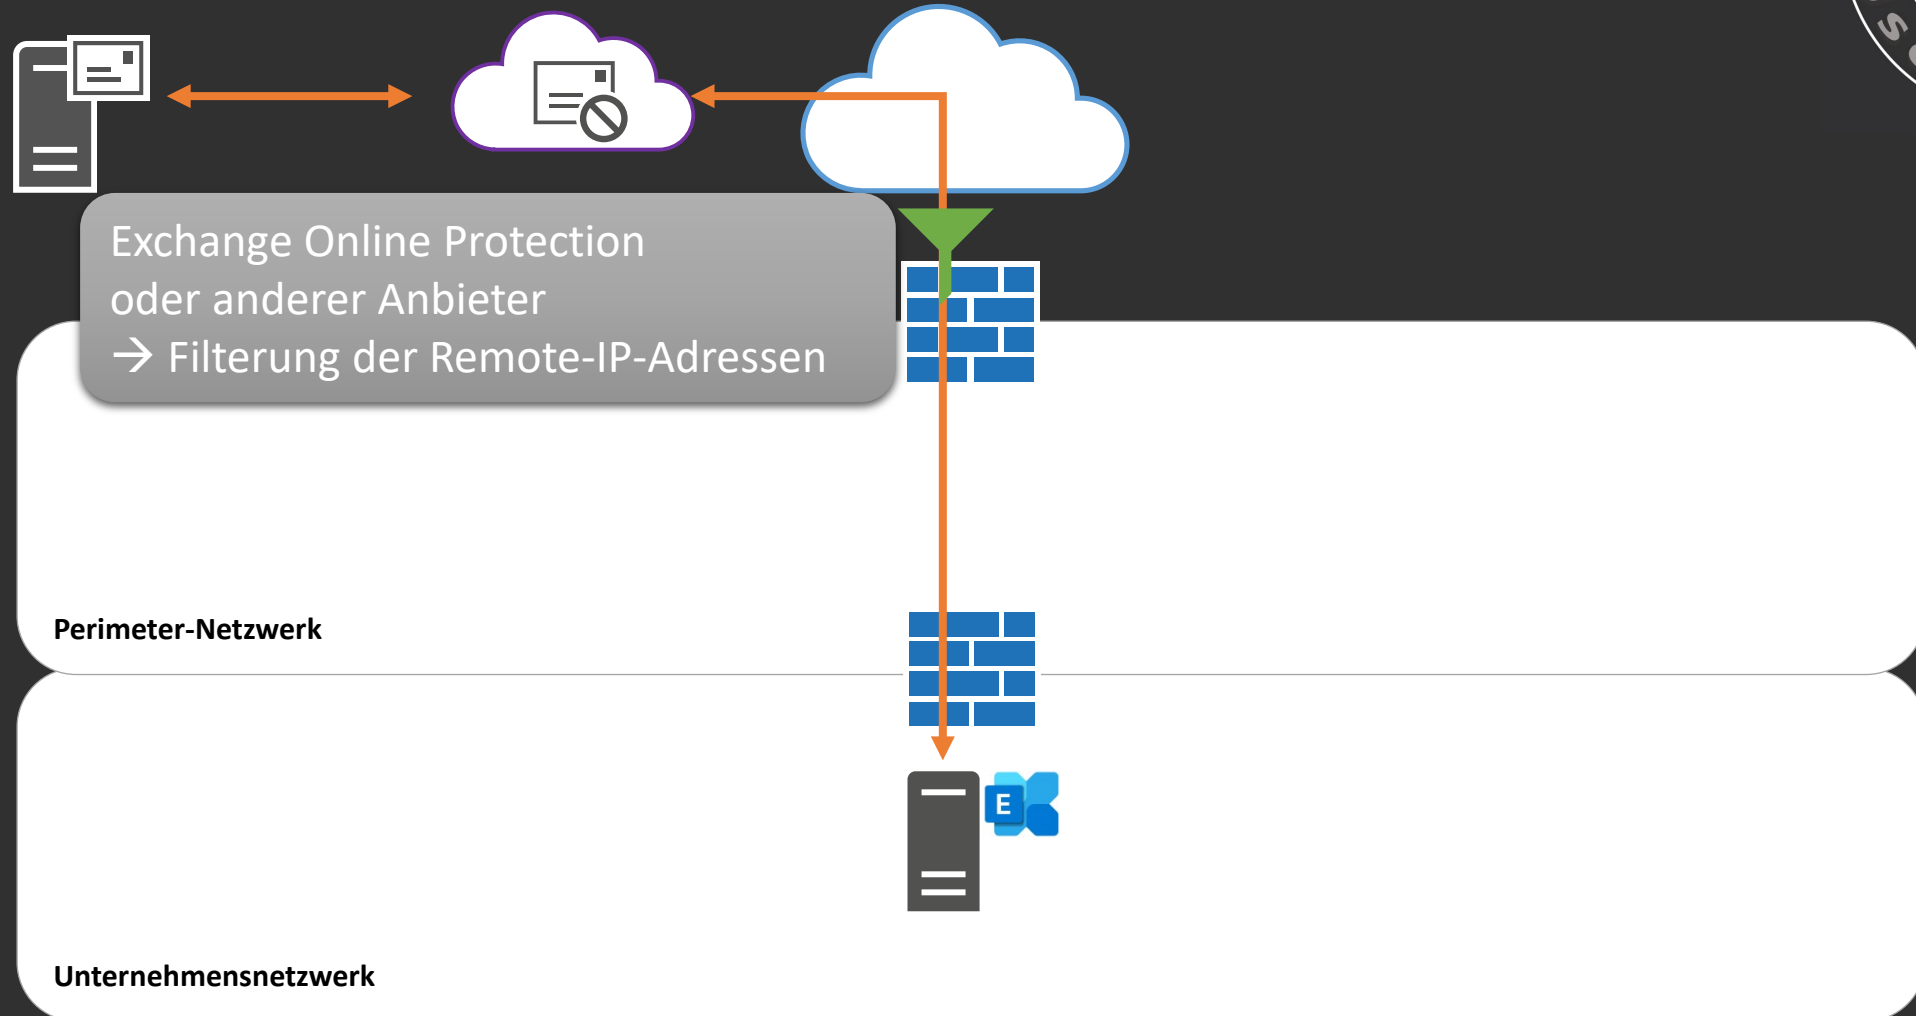 Exchange Online Protection
oder anderer Anbieter
→ Filterung der Remote-IP-Adressen
Perimeter-Netzwerk
E
Unternehmensnetzwerk